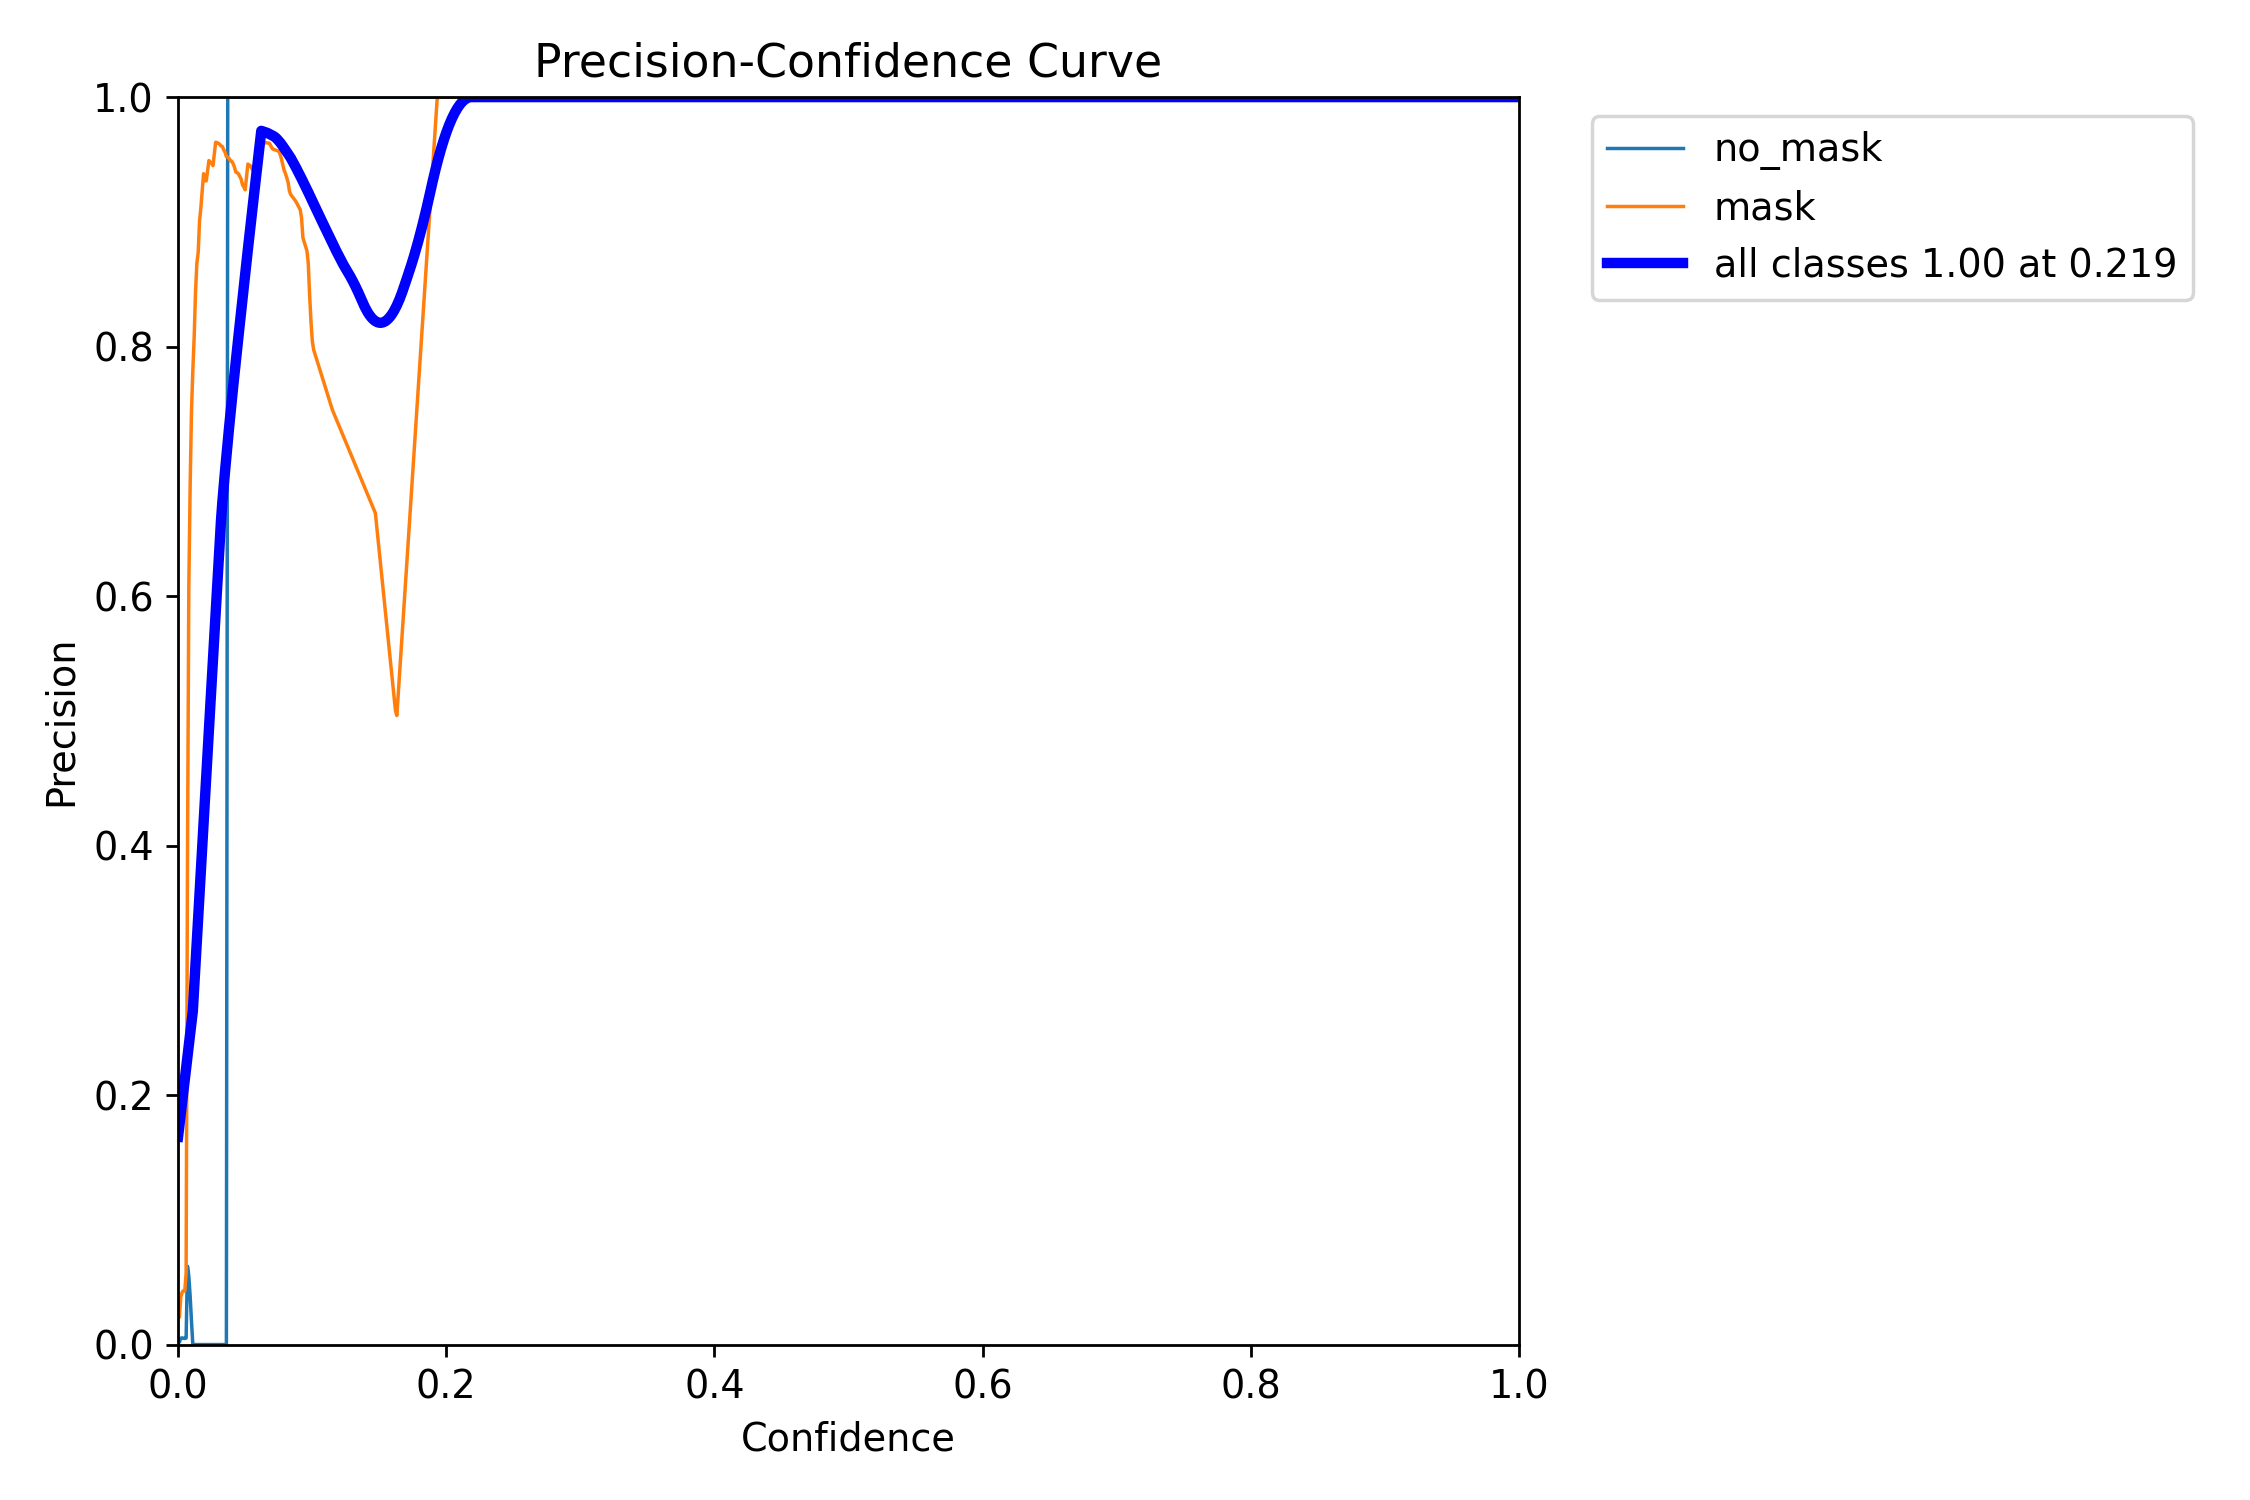 Precision-Confidence Curve
1.0
0.8
0.6
0.4
0.2
0.0
Precision
0.0 0.2 0.4 0.6 0.8 1.0
Confidence
no_mask
mask
all classes 1.00 at 0.219